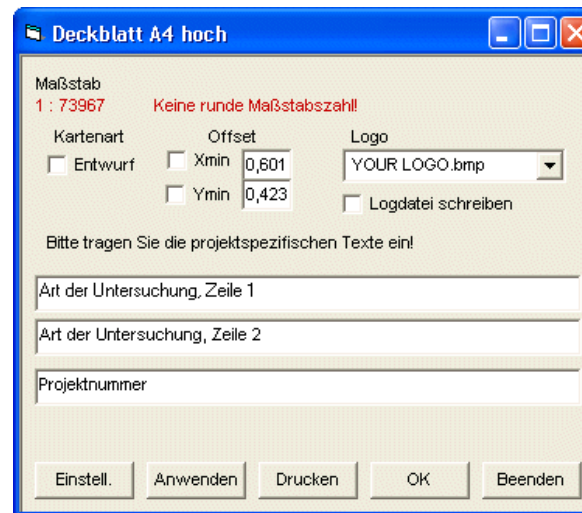 Deckblatt A4 hoch
Maßstab
1 : 73967 Keine runde Maßstabszahl!
Kartenart Offset Logo
Entwurf Xmin 0,601 YOUR LOGO.bmp
Ymin 0,423 Logdatei schreiben
Bitte tragen Sie die projektspezifischen Texte ein!
Art der Untersuchung, Zeile 1
Art der Untersuchung, Zeile 2
Projektnummer
Einstell. Anwenden Drucken OK Beenden